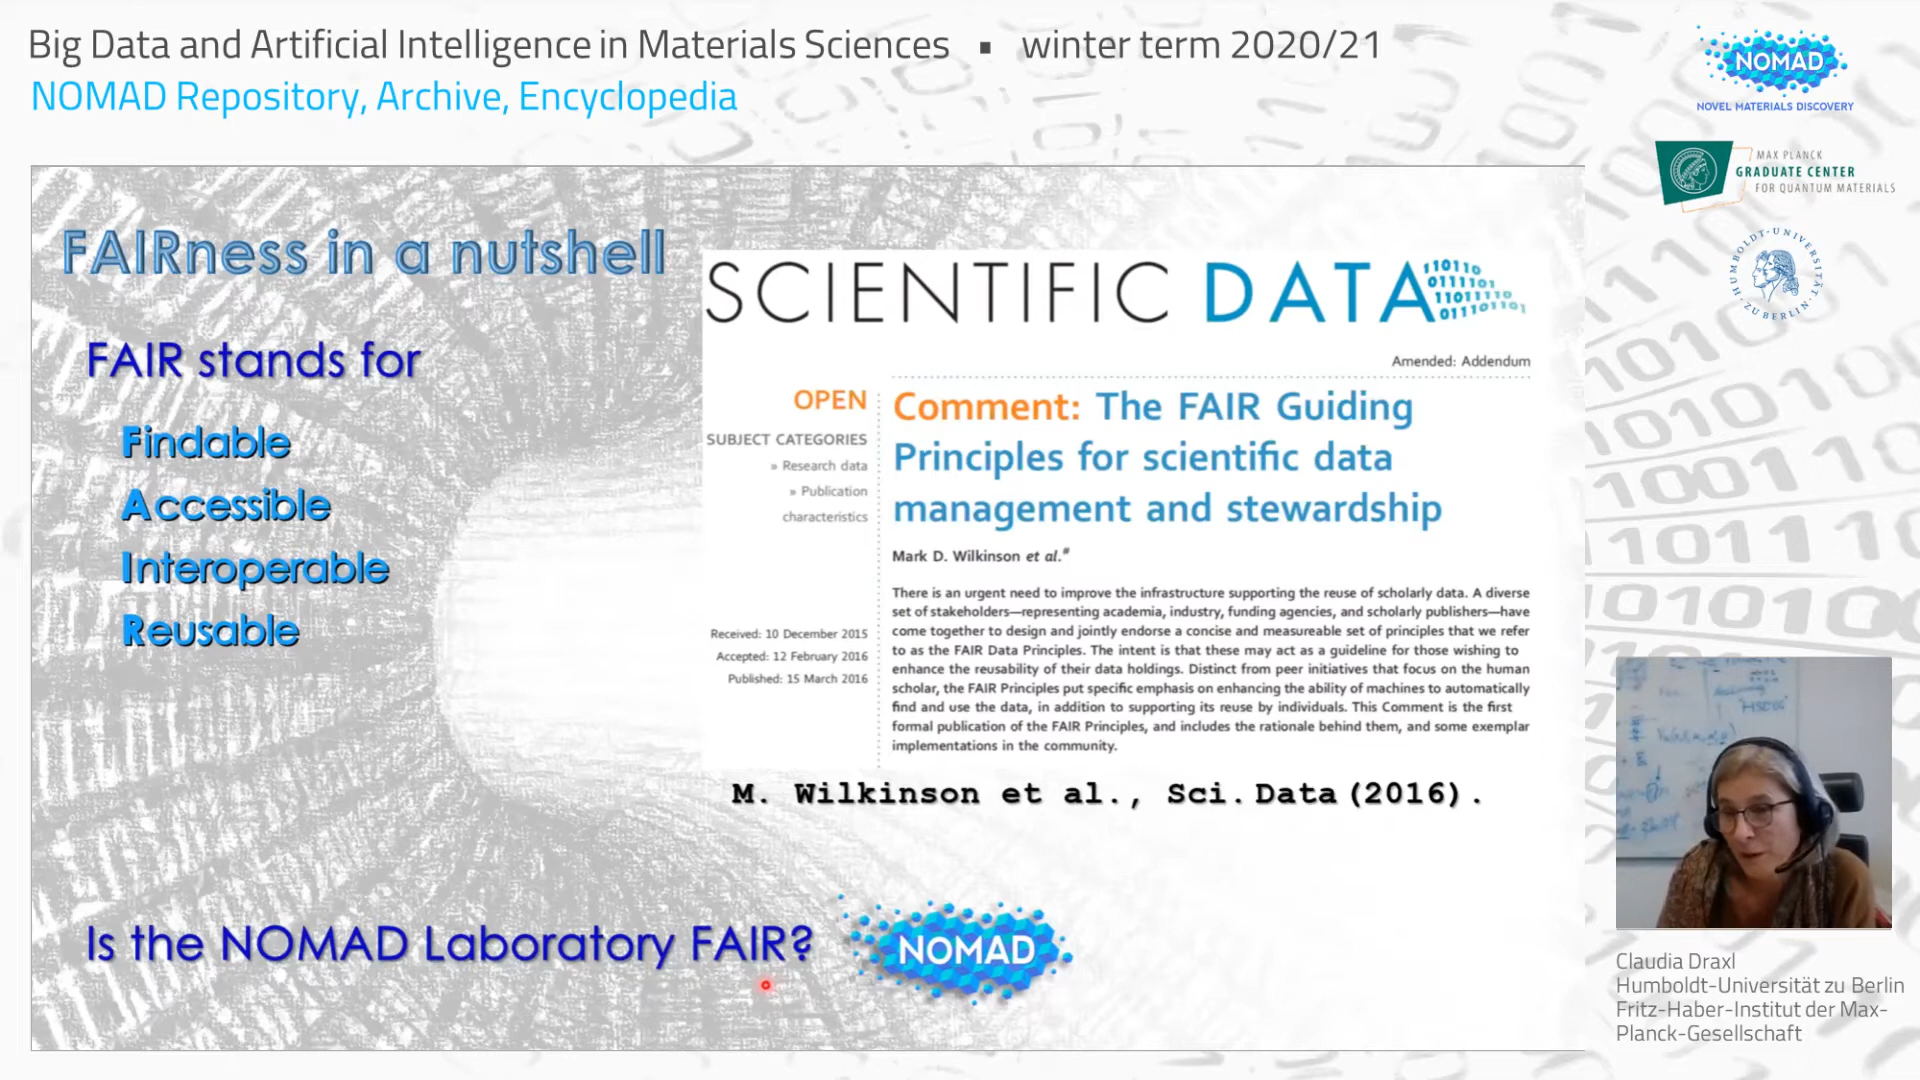 Big Data and Artificial Intelligence in Materials Sciences ▪ winter term 2020/21
NOMAD Repository, Archive, Encyclopedia
NOMAD
NOVEL MATERIALS DISCOVERY
MAX PLANCK
GRADUATE CENTER
FOR QUANTUM MATERIALS
HUMBOLDT-UNIVERSITÄT ZU BERLIN
FAIRness in a nutshell
FAIR stands for
Findable
Accessible
Interoperable
Reusable
SCIENTIFIC DATA
110110
0111101
11011110
011101101
Amended: Addendum
OPEN
SUBJECT CATEGORIES
» Research data
» Publication
characteristics
Received: 10 December 2015
Accepted: 12 February 2016
Published: 15 March 2016
Comment: The FAIR Guiding
Principles for scientific data
management and stewardship
Mark D. Wilkinson et al.#
There is an urgent need to improve the infrastructure supporting the reuse of scholarly data. A diverse
set of stakeholders—representing academia, industry, funding agencies, and scholarly publishers—have
come together to design and jointly endorse a concise and measureable set of principles that we refer
to as the FAIR Data Principles. The intent is that these may act as a guideline for those wishing to
enhance the reusability of their data holdings. Distinct from peer initiatives that focus on the human
scholar, the FAIR Principles put specific emphasis on enhancing the ability of machines to automatically
find and use the data, in addition to supporting its reuse by individuals. This Comment is the first
formal publication of the FAIR Principles, and includes the rationale behind them, and some exemplar
implementations in the community.
M. Wilkinson et al., Sci. Data (2016).
Is the NOMAD Laboratory FAIR?
NOMAD
Claudia Draxl
Humboldt-Universität zu Berlin
Fritz-Haber-Institut der Max-
Planck-Gesellschaft